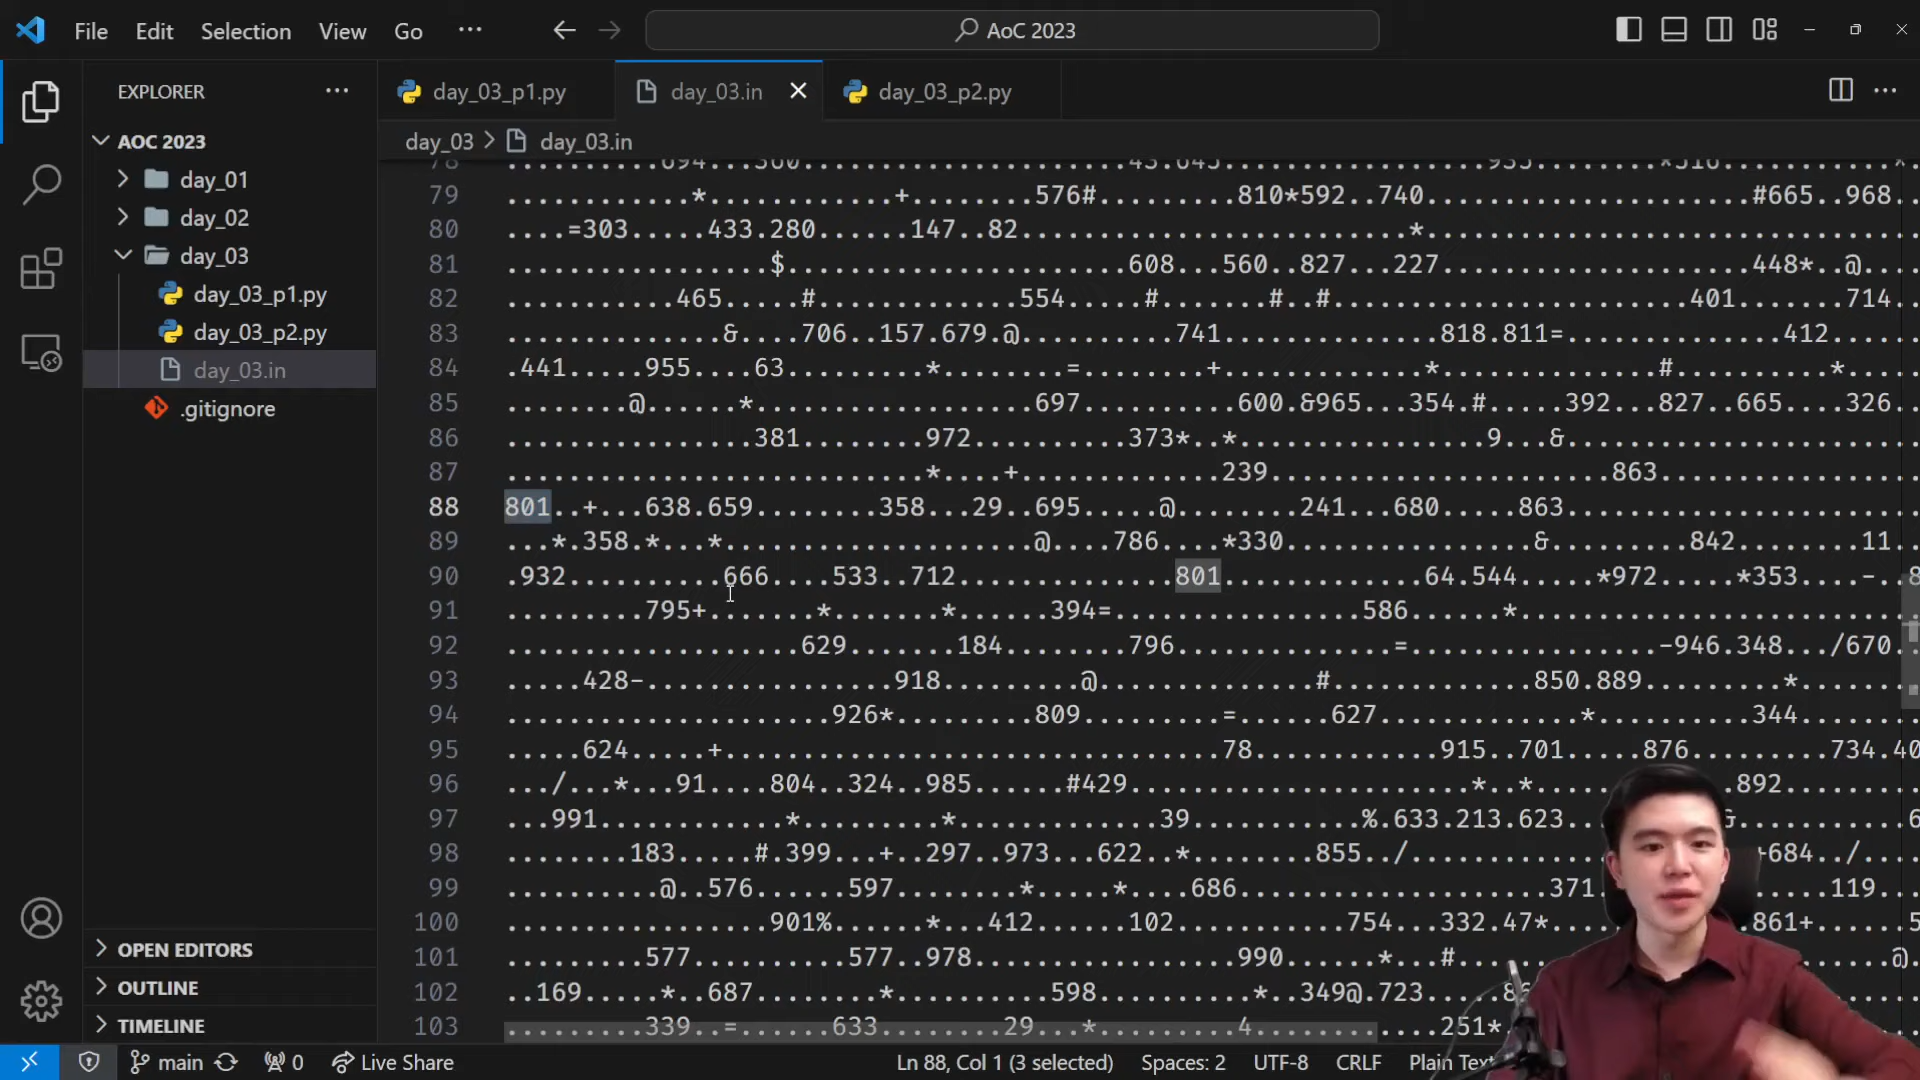 File Edit Selection View Go ··· AoC 2023
EXPLORER ···
AOC 2023
day_01
day_02
day_03
day_03_p1.py
day_03_p2.py
day_03.in
.gitignore
OPEN EDITORS
OUTLINE
TIMELINE
day_03_p1.py day_03.in day_03_p2.py
day_03 > day_03.in
79 ............*............+........576#.........810*592..740.....................#665..968..
80 ....=303.....433.280......147..82.........................*................................
81 .................$.....................608...560..827...227....................448*..@....
82 ...........465.....#.............554.....#.......#..#.......................401.......714.
83 ..............&....706..157.679.@..........741..............818.811=..............412.....
84 .441.....955....63.........*........=........+.............*..............#..........*....
85 ........@......*..................697..........600.&965...354.#.....392...827..665....326.
86 ................381........972..........373*..*................9...&......................
87 ...........................*....+.............239......................863................
88 801..+...638.659........358...29..695.....@........241...680.....863......................
89 ...*.358.*...*....................@....786....*330................&.........842........11.
90 .932..........666....533..712..............801.............64.544.....*972.....*353....-..8
91 .........795+.......*.......*......394=................586......*.........................
92 ...................629.......184........796..............=................-946.348.../670.
93 .....428-................918.........@..............#.............850.889.........*.......
94 .....................926*.........809.........=......627.............*..........344.......
95 .....624.....+................................78............915..701.....876.........734.40
96 .../...*...91....804..324..985......#429......................*..*
97 ...991............*.........*.............39...........%.633.213.623
98 ........183.....#.399...+..297..973...622..*........855../
99 ..........@..576......597........*.....*....686....................371
100 .................901%......*...412......102...........754...332.47*
101 .........577..........577..978.................990......*..#
102 ..169.....*..687........*..........598..........*..349@.723
103 .........339..=......633........29...*.........4............251*
892
684../
119
861+
@
main 0 Live Share Ln 88, Col 1 (3 selected) Spaces: 2 UTF-8 CRLF Plain Text